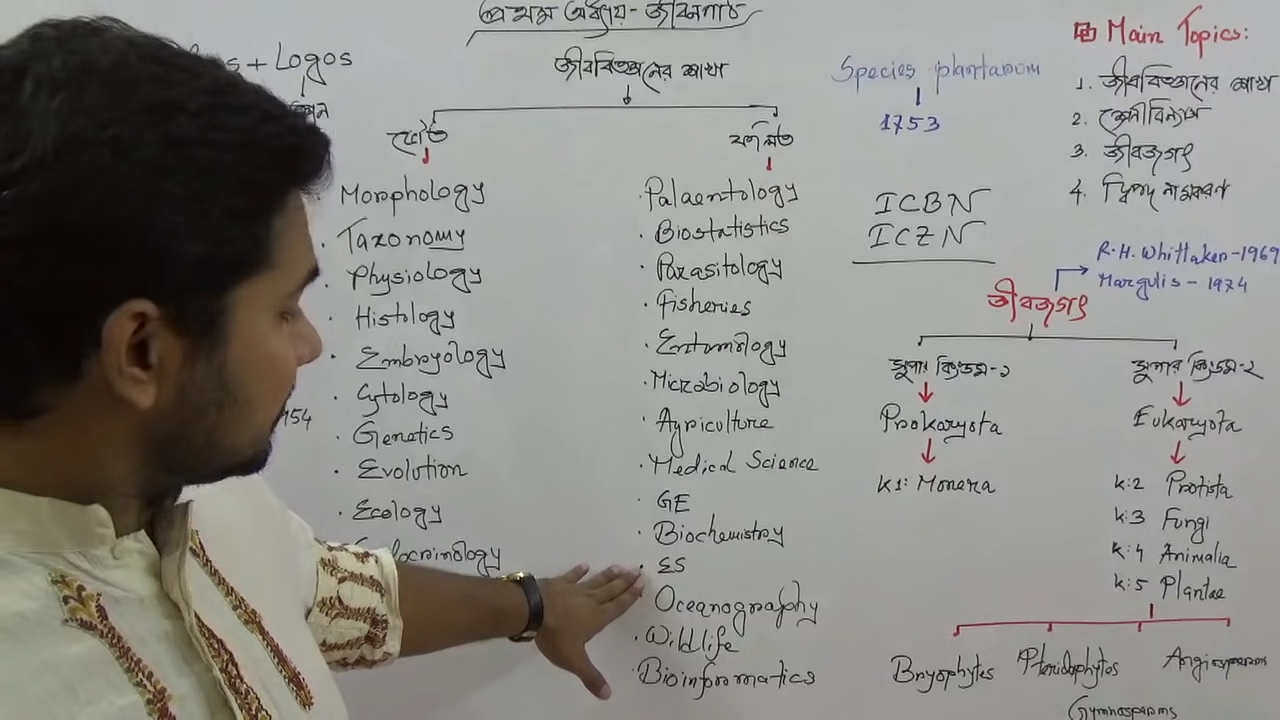 প্রথম অধ্যায়- জীবনপাঠ
s + Logos
জীববিজ্ঞানের শাখা
ভৌত
ফলিত
Morphology
Taxonomy
Physiology
Histology
Embryology
Cytology
Genetics
Evolution
Ecology
docrinology
Palaentology
Biostatistics
Parasitology
Fisheries
Entomology
Microbiology
Agriculture
Medical Science
GE
Biochemistry
ES
Oceanography
Wildlife
Bioinformatics
Species plantarum
1753
ICBN
ICZN
Main Topics:
1. জীববিজ্ঞানের শাখা
2. শ্রেণীবিন্যাস
3. জীবজগৎ
4. দ্বিপদ নামকরণ
R.H. Whittaker-1969
Margulis - 1974
জীবজগৎ
সুপার কিংডম-১
সুপার কিংডম-২
Prokaryota
Eukaryota
K1: Monera
K:2 Protista
K:3 Fungi
K:4 Animalia
K:5 Plantae
Bryophytes
Pteridophytes
Angiosperms
Gymnosperms